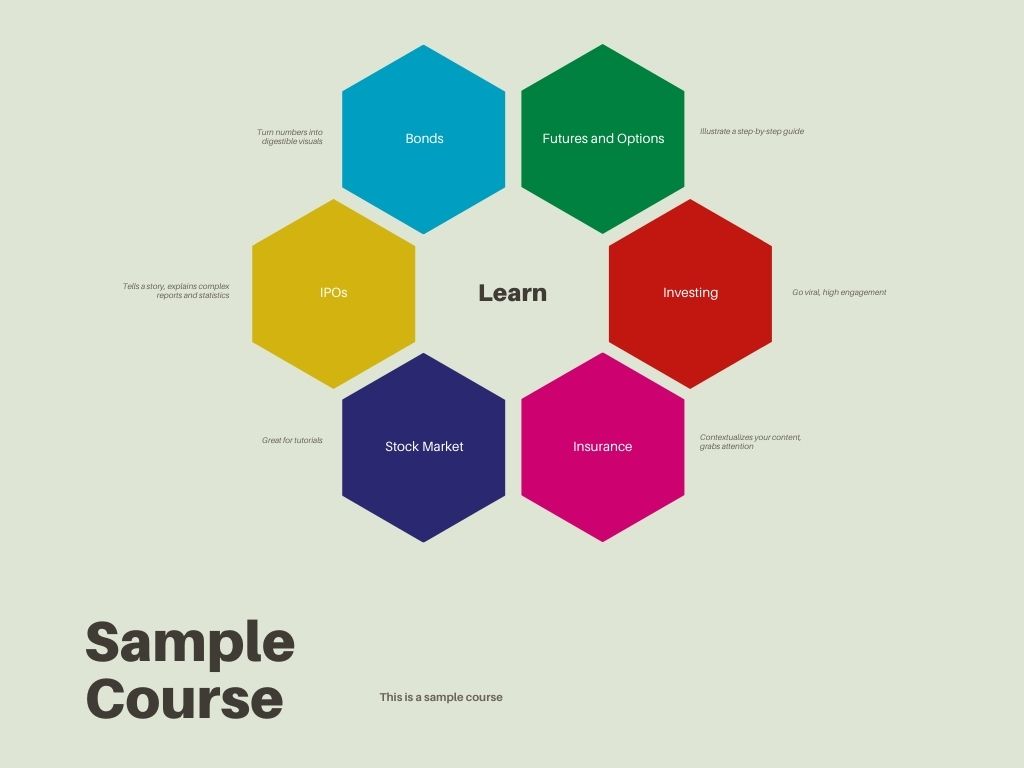 Bonds
Futures and Options
Turn numbers into
digestible visuals
Illustrate a step-by-step guide
IPOs
Learn
Investing
Tells a story, explains complex
reports and statistics
Go viral, high engagement
Stock Market
Insurance
Great for tutorials
Contextualizes your content,
grabs attention
Sample
Course
This is a sample course